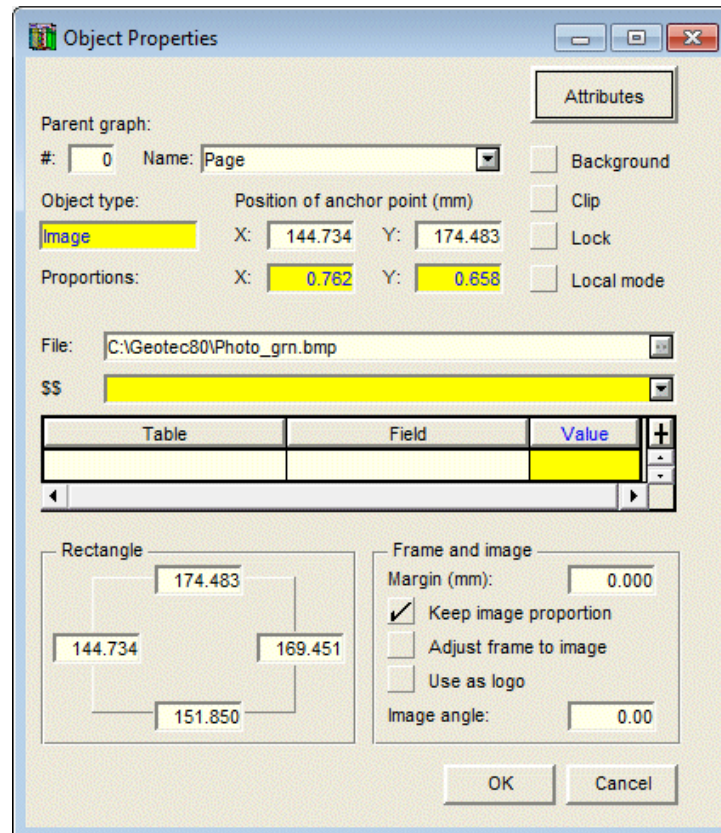 Object Properties
Attributes
Parent graph:
#: 0 Name: Page
Background
Object type: Position of anchor point (mm)
Clip
Image X: 144.734 Y: 174.483
Lock
Proportions: X: 0.762 Y: 0.658
Local mode
File: C:\Geotec80\Photo_grn.bmp
$$
Table Field Value +
Rectangle
174.483
144.734 169.451
151.850
Frame and image
Margin (mm): 0.000
Keep image proportion
Adjust frame to image
Use as logo
Image angle: 0.00
OK Cancel